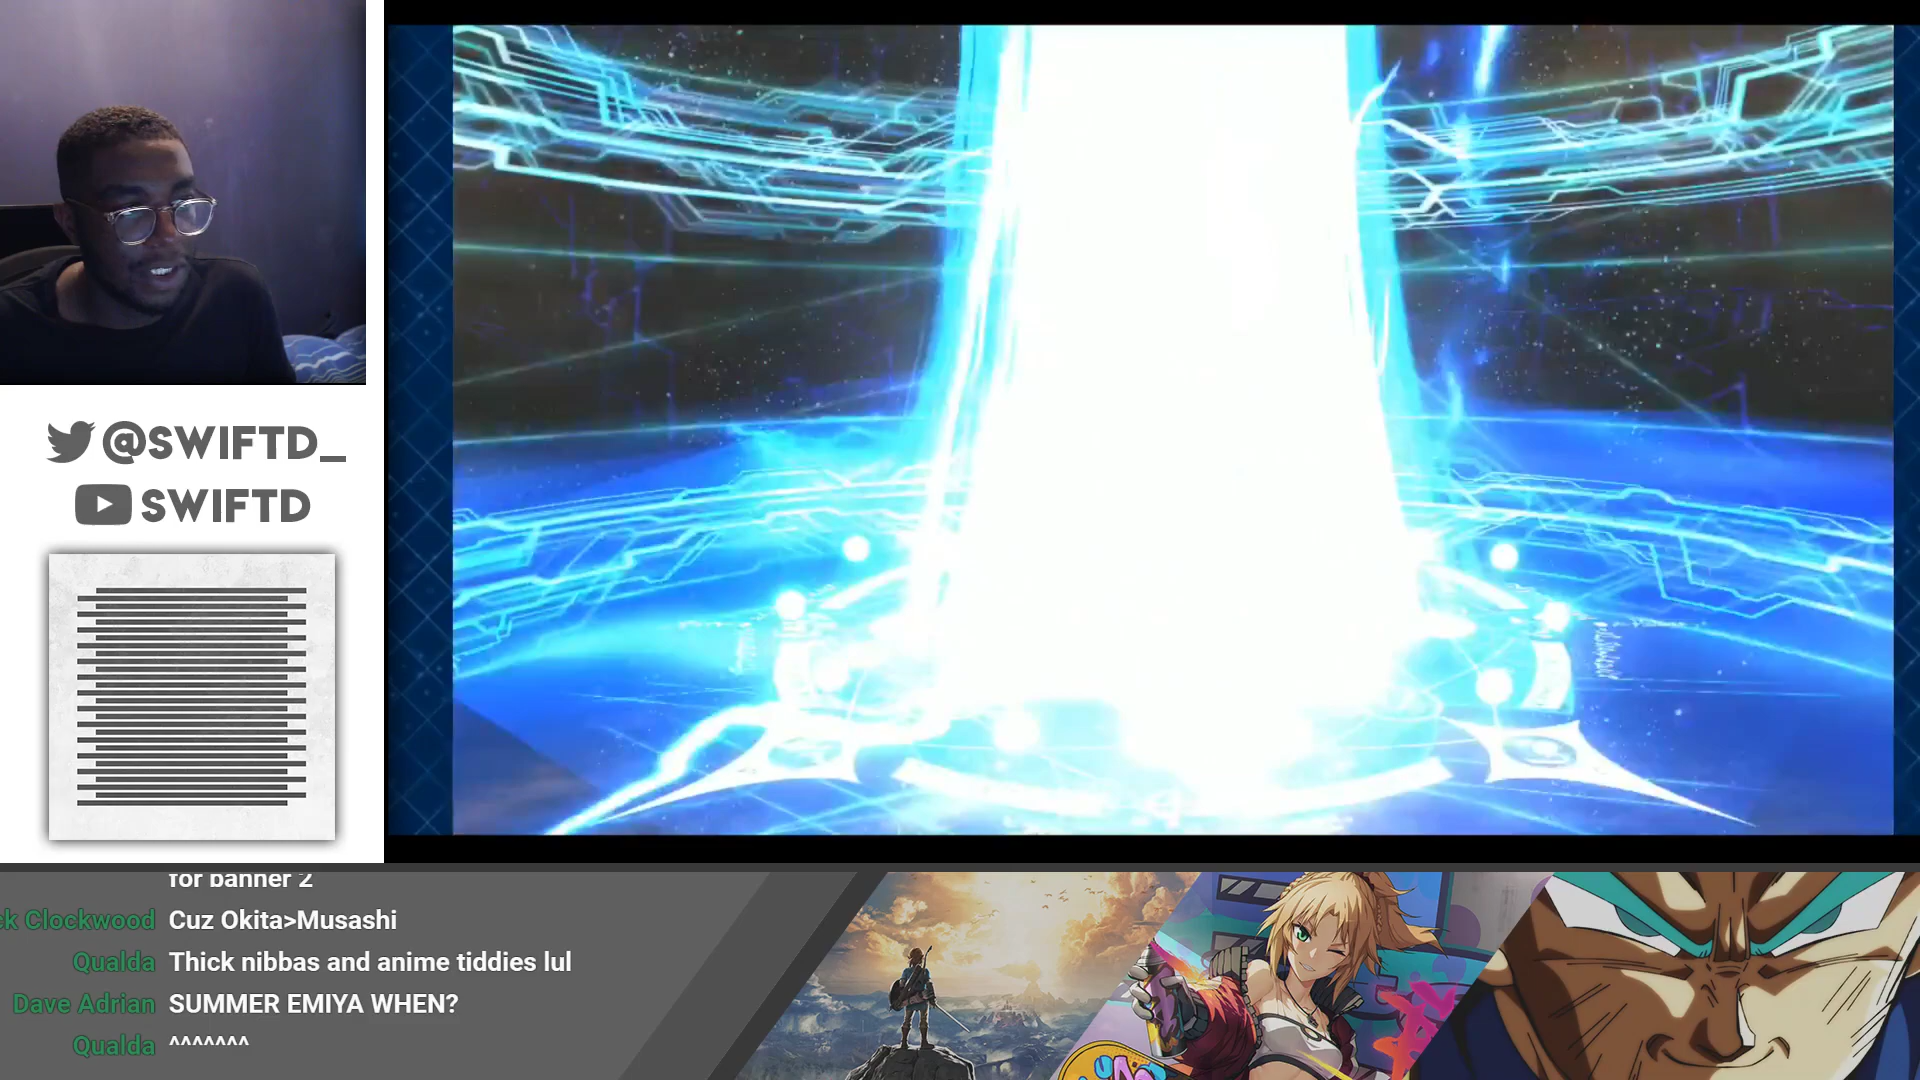 @SWIFTD_
SWIFTD
for banner 2
ck Clockwood Cuz Okita>Musashi
Qualda Thick nibbas and anime tiddies lul
Dave Adrian SUMMER EMIYA WHEN?
Qualda ^^^^^^^